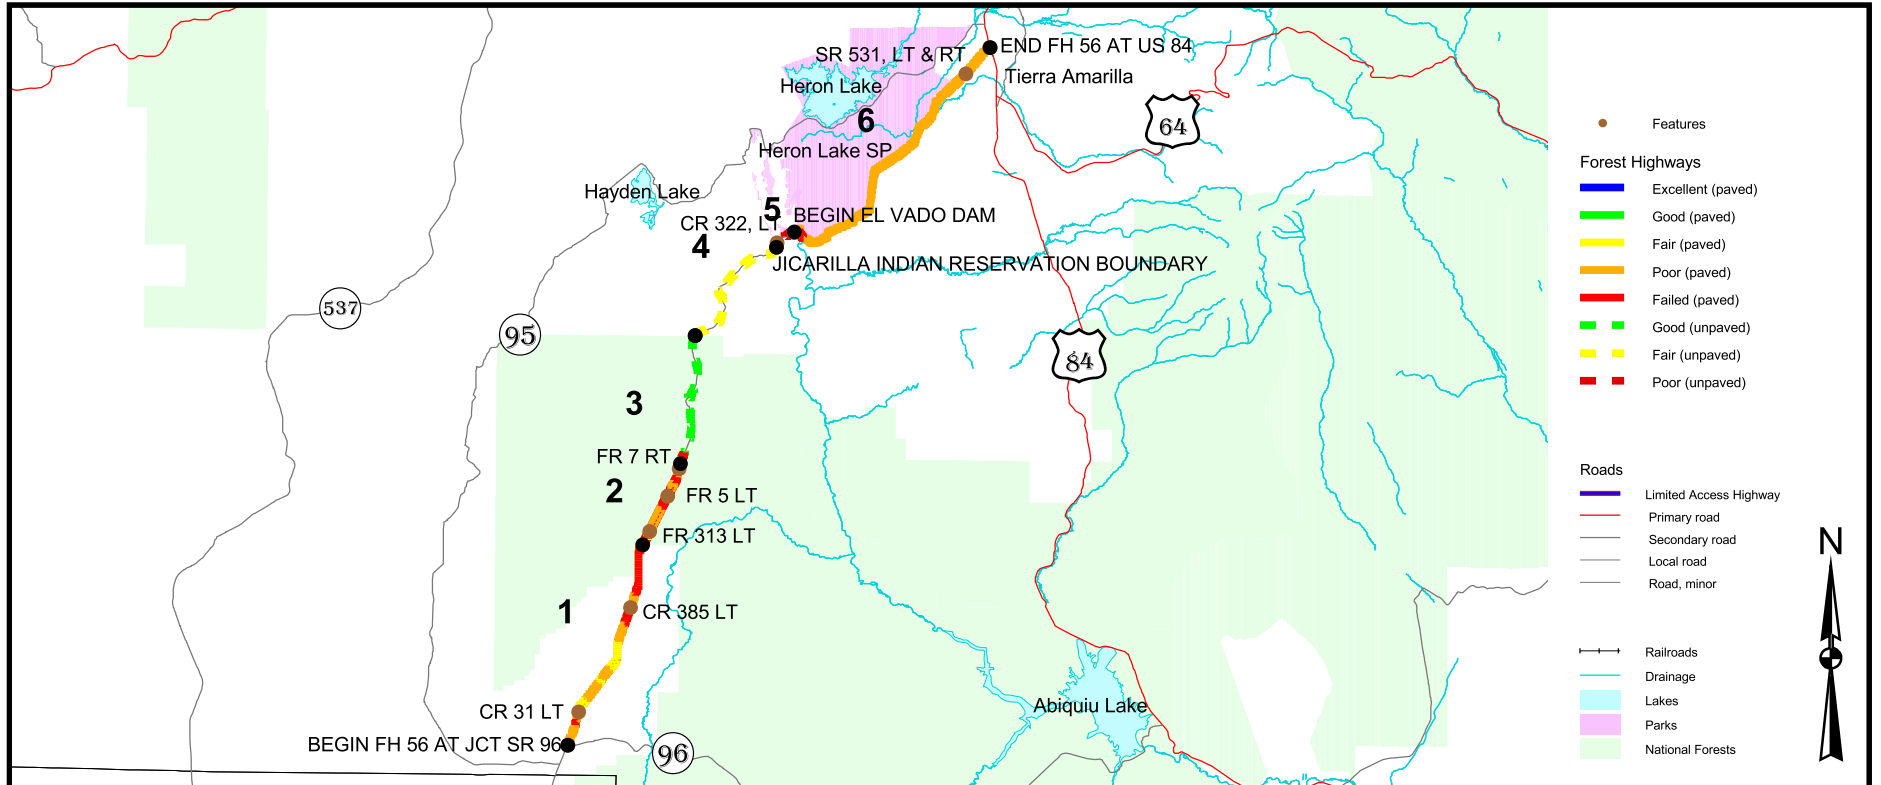 END FH 56 AT US 84
SR 531, LT & RT
Tierra Amarilla
Heron Lake
6
64
Heron Lake SP
Hayden Lake
5
BEGIN EL VADO DAM
CR 322, LT
4
JICARILLA INDIAN RESERVATION BOUNDARY
537
95
84
3
FR 7 RT
2
FR 5 LT
FR 313 LT
1
CR 385 LT
Abiquiu Lake
CR 31 LT
BEGIN FH 56 AT JCT SR 96
96
Features
Forest Highways
Excellent (paved)
Good (paved)
Fair (paved)
Poor (paved)
Failed (paved)
Good (unpaved)
Fair (unpaved)
Poor (unpaved)
Roads
Limited Access Highway
Primary road
Secondary road
Local road
Road, minor
N
Railroads
Drainage
Lakes
Parks
National Forests